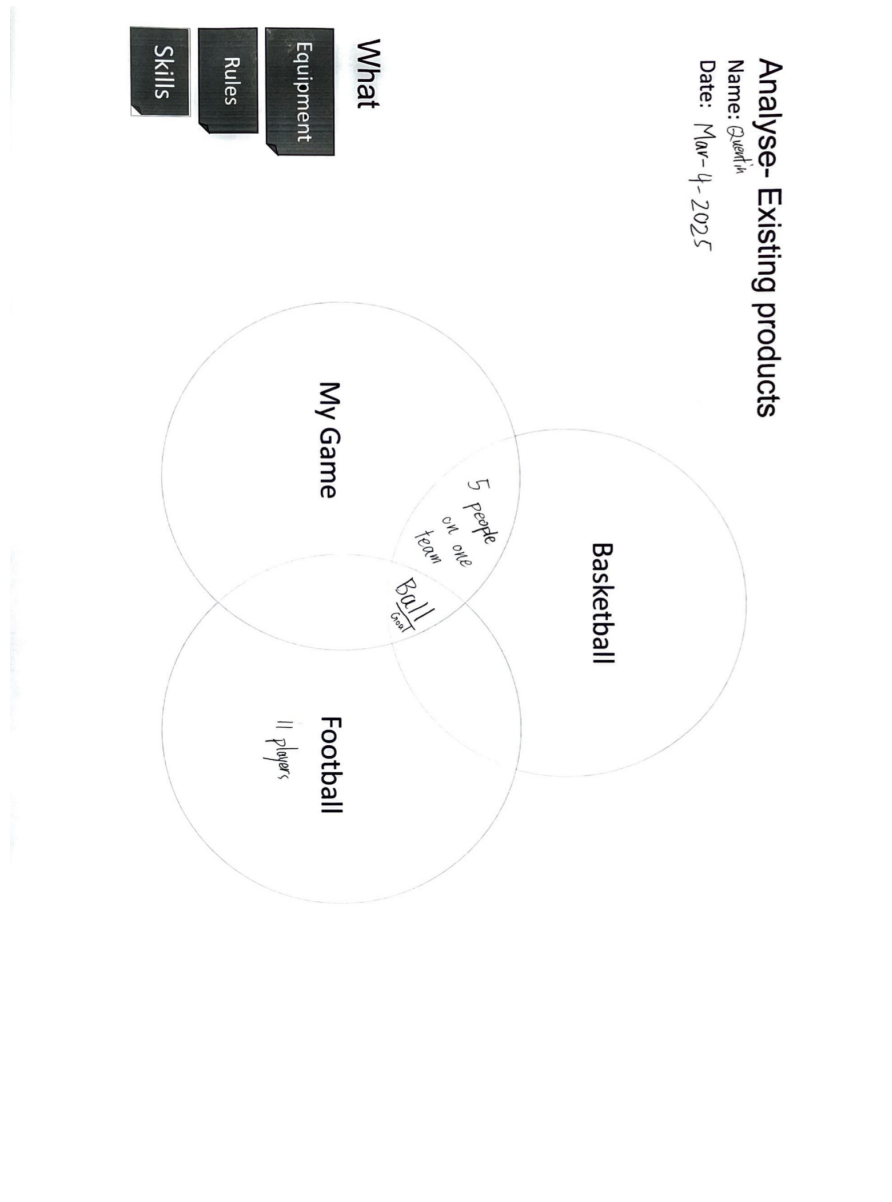 Analyse- Existing products
Name: Quentin
Date: Mar-4-2025
What
Equipment
Rules
Skills
Basketball
5 people
on one
team
Ball
Goal
My Game
Football
11 players